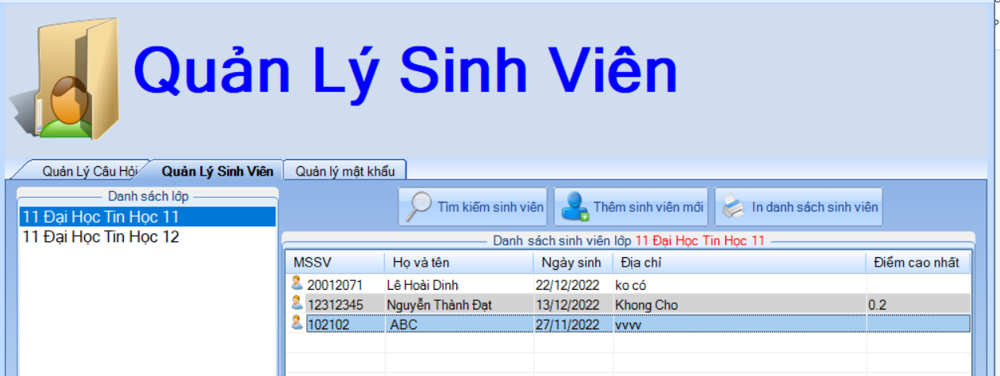 Quản Lý Sinh Viên
Quản Lý Câu Hỏi Quản Lý Sinh Viên Quản lý mật khẩu
Danh sách lớp
11 Đại Học Tin Học 11
11 Đại Học Tin Học 12
Tìm kiếm sinh viên Thêm sinh viên mới In danh sách sinh viên
Danh sách sinh viên lớp 11 Đại Học Tin Học 11
MSSV Họ và tên Ngày sinh Địa chỉ Điểm cao nhất
20012071 Lê Hoài Dinh 22/12/2022 ko có
12312345 Nguyễn Thành Đạt 13/12/2022 Khong Cho 0.2
102102 ABC 27/11/2022 vvvv